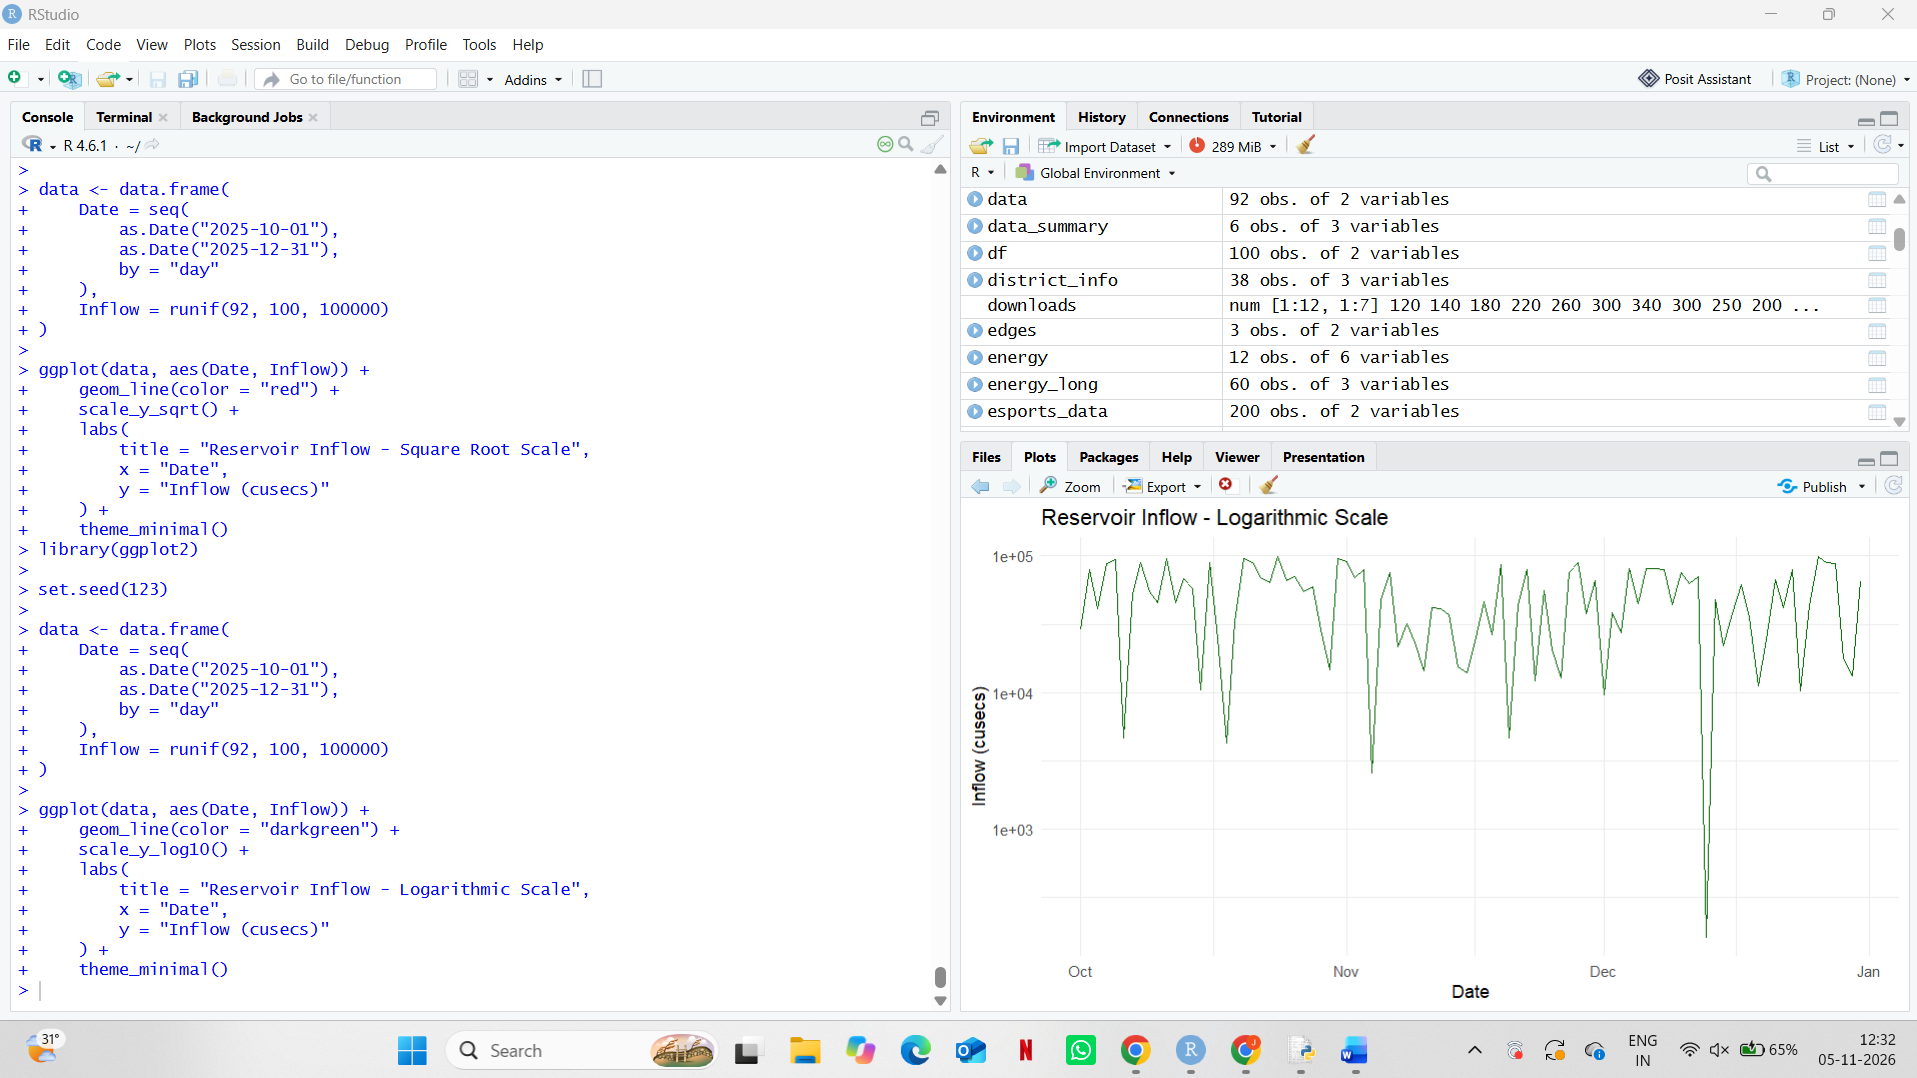 RStudio
File Edit Code View Plots Session Build Debug Profile Tools Help
Go to file/function Addins Posit Assistant Project: (None)
Console Terminal Background Jobs
R 4.6.1 · ~/
>
> data <- data.frame(
+     Date = seq(
+         as.Date("2025-10-01"),
+         as.Date("2025-12-31"),
+         by = "day"
+     ),
+     Inflow = runif(92, 100, 100000)
+ )
>
> ggplot(data, aes(Date, Inflow)) +
+     geom_line(color = "red") +
+     scale_y_sqrt() +
+     labs(
+         title = "Reservoir Inflow - Square Root Scale",
+         x = "Date",
+         y = "Inflow (cusecs)"
+     ) +
+     theme_minimal()
> library(ggplot2)
>
> set.seed(123)
>
> data <- data.frame(
+     Date = seq(
+         as.Date("2025-10-01"),
+         as.Date("2025-12-31"),
+         by = "day"
+     ),
+     Inflow = runif(92, 100, 100000)
+ )
>
> ggplot(data, aes(Date, Inflow)) +
+     geom_line(color = "darkgreen") +
+     scale_y_log10() +
+     labs(
+         title = "Reservoir Inflow - Logarithmic Scale",
+         x = "Date",
+         y = "Inflow (cusecs)"
+     ) +
+     theme_minimal()
>
Environment History Connections Tutorial
Import Dataset 289 MiB List
R Global Environment
data 92 obs. of 2 variables
data_summary 6 obs. of 3 variables
df 100 obs. of 2 variables
district_info 38 obs. of 3 variables
downloads num [1:12, 1:7] 120 140 180 220 260 300 340 300 250 200 ...
edges 3 obs. of 2 variables
energy 12 obs. of 6 variables
energy_long 60 obs. of 3 variables
esports_data 200 obs. of 2 variables
Files Plots Packages Help Viewer Presentation
Zoom Export Publish
Reservoir Inflow - Logarithmic Scale
1e+05
1e+04
1e+03
Inflow (cusecs)
Oct Nov Dec Jan
Date
31°
Search
ENG
IN
65%
12:32
05-11-2026